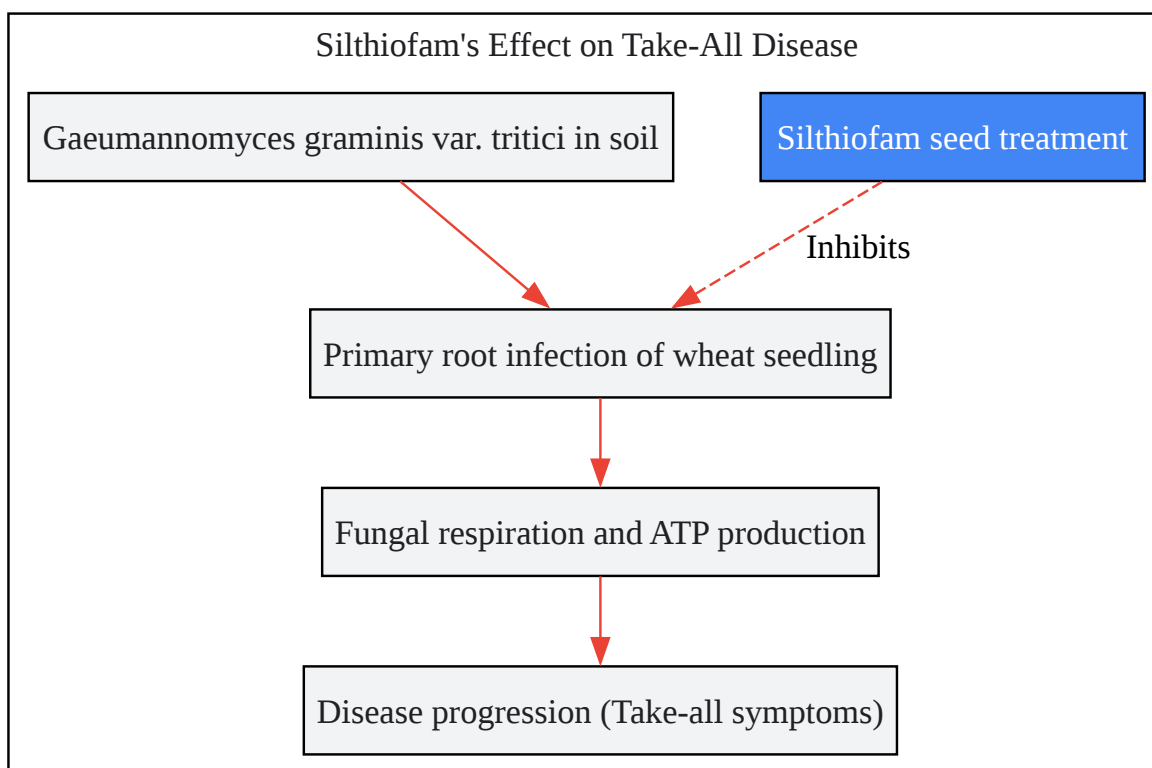 Silthiofam's Effect on Take-All Disease
Gaeumannomyces graminis var. tritici in soil
Silthiofam seed treatment
Inhibits
Primary root infection of wheat seedling
Fungal respiration and ATP production
Disease progression (Take-all symptoms)